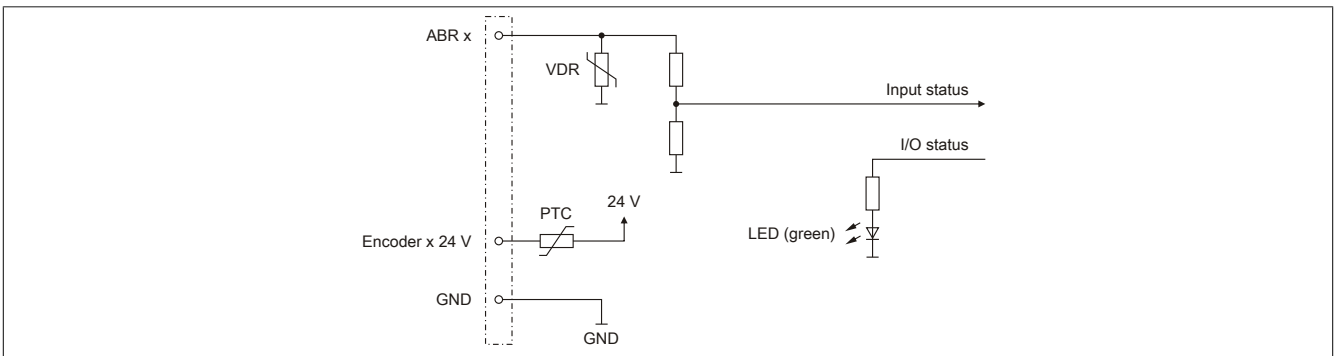 ABR x
VDR
Input status
I/O status
24 V
PTC
Encoder x 24 V
LED (green)
GND
GND